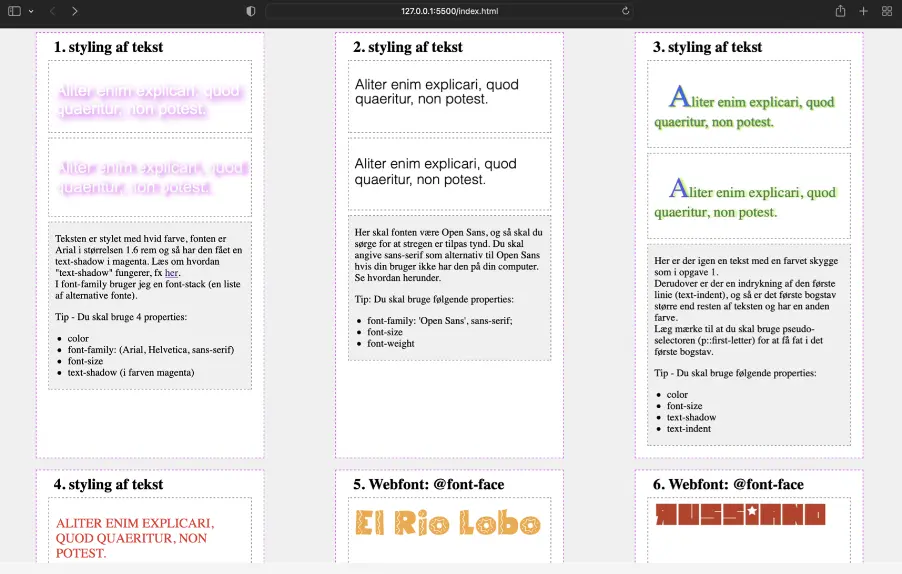 127.0.0.1:5500/index.html
1. styling af tekst
Aliter enim explicari, quod
quaeritur, non potest.
Aliter enim explicari, quod
quaeritur, non potest.
Teksten er stylet med hvid farve, fonten er
Arial i størrelsen 1.6 rem og så har den fået en
text-shadow i magenta. Læs om hvordan
"text-shadow" fungerer, fx her.
I font-family bruger jeg en font-stack (en liste
af alternative fonte).
Tip - Du skal bruge 4 properties:
• color
• font-family: (Arial, Helvetica, sans-serif)
• font-size
• text-shadow (i farven magenta)
2. styling af tekst
Aliter enim explicari, quod
quaeritur, non potest.
Aliter enim explicari, quod
quaeritur, non potest.
Her skal fonten være Open Sans, og så skal du
sørge for at stregen er tilpas tynd. Du skal
angive sans-serif som alternativ til Open Sans
hvis din bruger ikke har den på din computer.
Se hvordan herunder.
Tip: Du skal bruge følgende properties:
• font-family: 'Open Sans', sans-serif;
• font-size
• font-weight
3. styling af tekst
Aliter enim explicari, quod
quaeritur, non potest.
Aliter enim explicari, quod
quaeritur, non potest.
Her er der igen en tekst med en farvet skygge
som i opgave 1.
Derudover er der en indrykning af den første
linie (text-indent), og så er det første bogstav
større end resten af teksten og har en anden
farve.
Læg mærke til at du skal bruge pseudo-
selectoren (p::first-letter) for at få fat i det
første bogstav.
Tip - Du skal bruge følgende properties:
• color
• font-size
• text-shadow
• text-indent
4. styling af tekst
ALITER ENIM EXPLICARI,
QUOD QUAERITUR, NON
POTEST.
5. Webfont: @font-face
El Rio Lobo
6. Webfont: @font-face
RUSSIAND